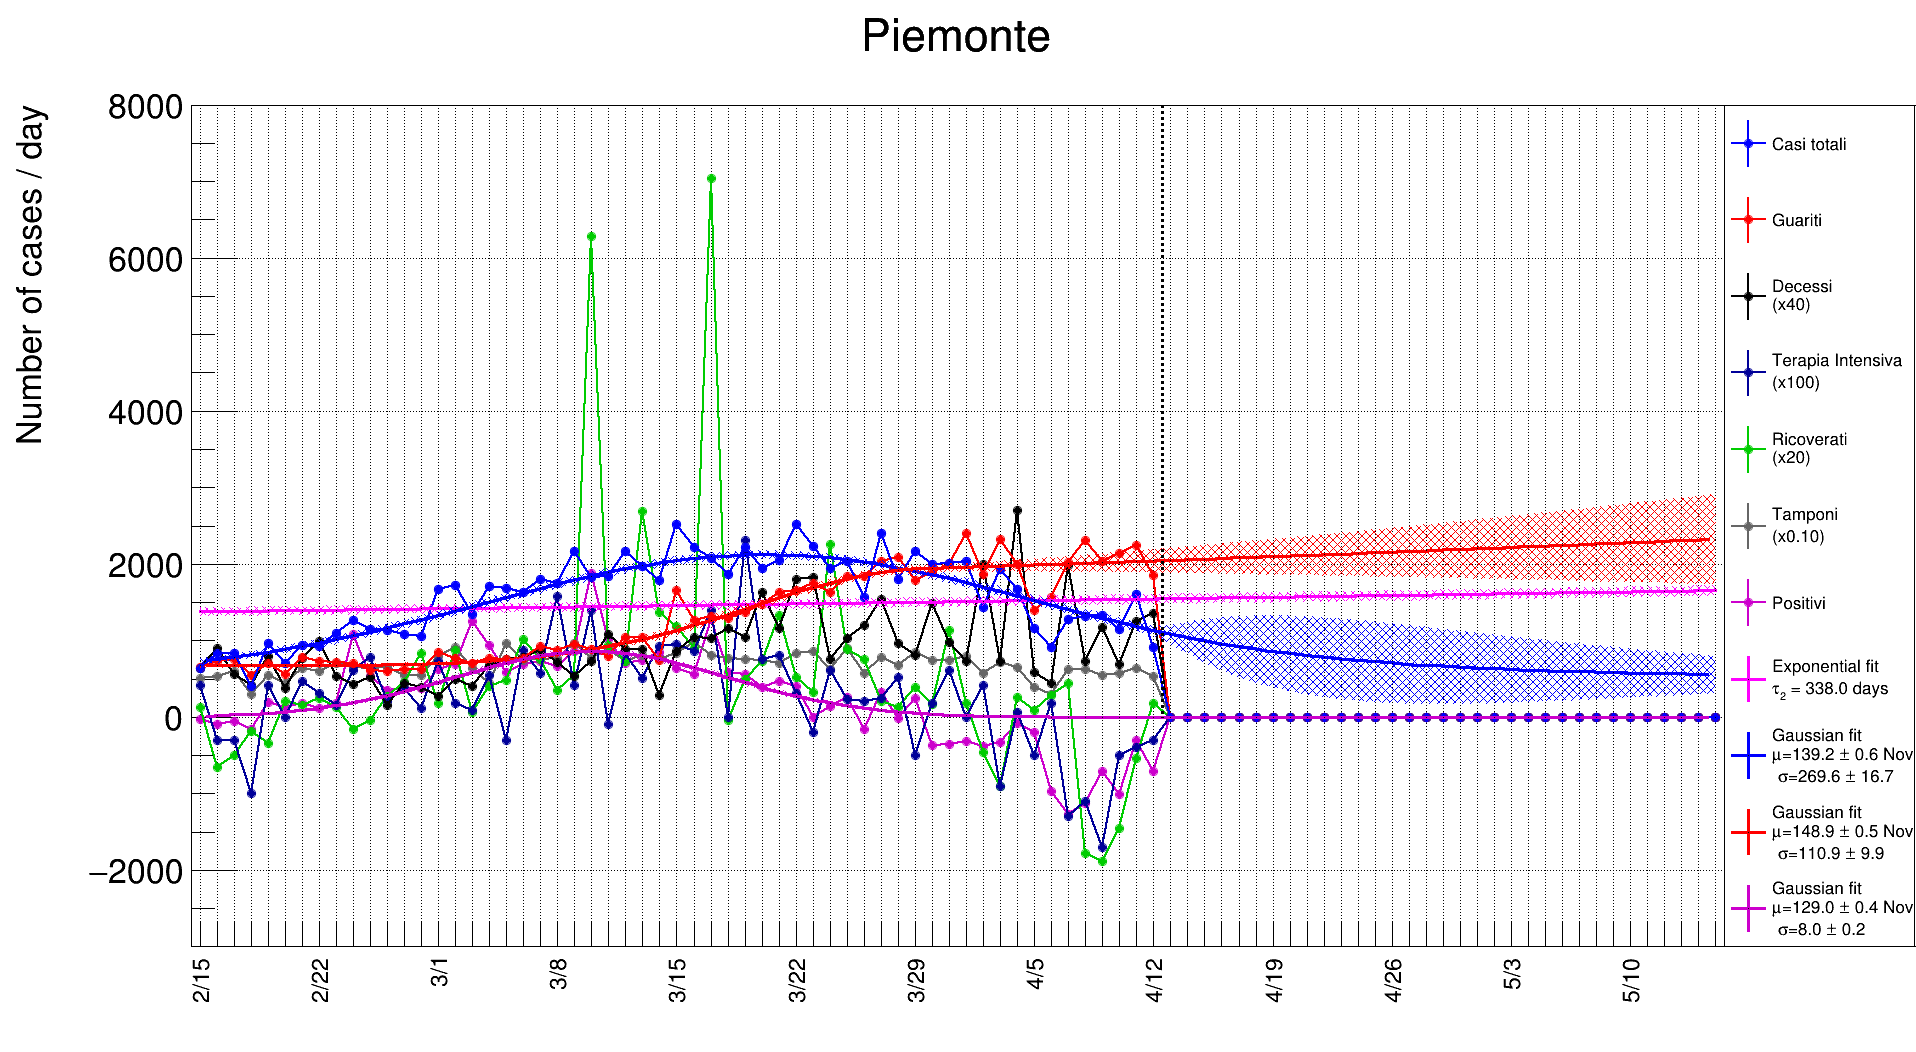 Piemonte
Number of cases / day
8000
6000
4000
2000
0
−2000
2/15
2/22
3/1
3/8
3/15
3/22
3/29
4/5
4/12
4/19
4/26
5/3
5/10
Casi totali
Guariti
Decessi
(x40)
Terapia Intensiva
(x100)
Ricoverati
(x20)
Tamponi
(x0.10)
Positivi
Exponential fit
τ₂ = 338.0 days
Gaussian fit
μ=139.2 ± 0.6 Nov
σ=269.6 ± 16.7
Gaussian fit
μ=148.9 ± 0.5 Nov
σ=110.9 ± 9.9
Gaussian fit
μ=129.0 ± 0.4 Nov
σ=8.0 ± 0.2